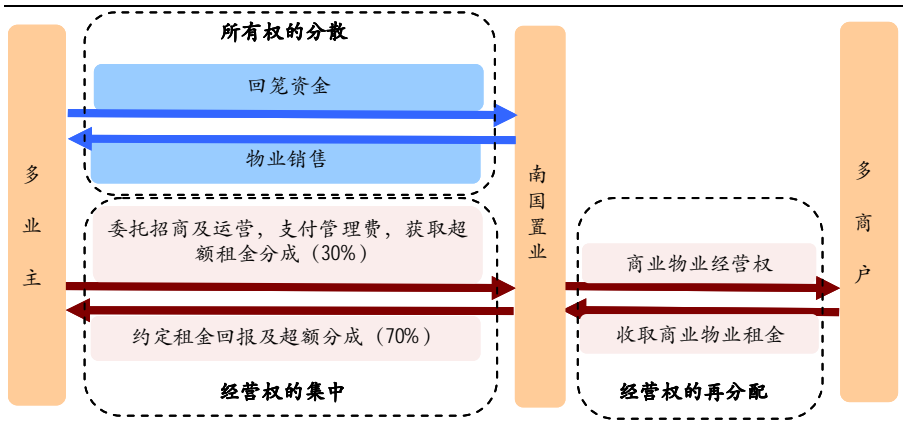 所有权的分散
回笼资金
物业销售
多业主
委托招商及运营，支付管理费，获取超
额租金分成（30%）
约定租金回报及超额分成（70%）
经营权的集中
南国置业
商业物业经营权
收取商业物业租金
经营权的再分配
多商户